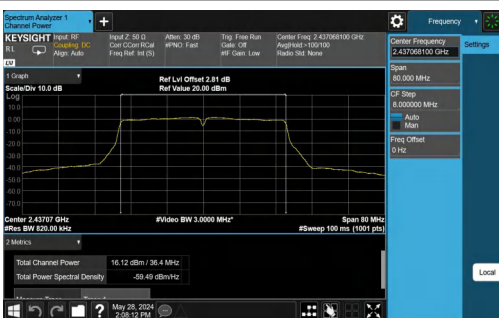 Spectrum Analyzer 1
Channel Power
+
Frequency
KEYSIGHT
Input: RF
Coupling: DC
Align: Auto
Input Z: 50 Ω
Corr CCorr RCal
Freq Ref: Int (S)
Atten: 30 dB
#PNO: Fast
Trig: Free Run
Gate: Off
#IF Gain: Low
Center Freq: 2.437068100 GHz
Avg|Hold >100/100
Radio Std: None
RL
LXI
Center Frequency
2.437068100 GHz
Settings
Span
80.000 MHz
CF Step
8.000000 MHz
Auto
Man
Freq Offset
0 Hz
1 Graph
Scale/Div 10.0 dB
Ref Lvl Offset 2.81 dB
Ref Value 20.00 dBm
Log
10.0
0.00
-10.0
-20.0
-30.0
-40.0
-50.0
-60.0
-70.0
Center 2.43707 GHz
#Video BW 3.0000 MHz*
Span 80 MHz
#Res BW 820.00 kHz
#Sweep 100 ms (1001 pts)
2 Metrics
Total Channel Power
16.12 dBm / 36.4 MHz
Total Power Spectral Density
-59.49 dBm/Hz
Local
?
May 28, 2024
2:08:12 PM